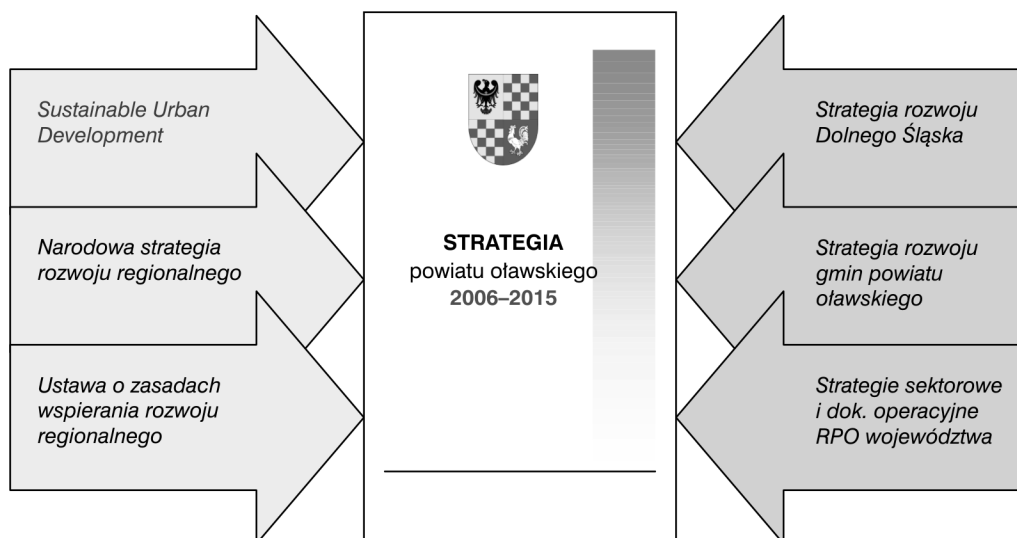 Sustainable Urban
Development
Narodowa strategia
rozwoju regionalnego
Ustawa o zasadach
wspierania rozwoju
regionalnego
STRATEGIA
powiatu oławskiego
2006–2015
Strategia rozwoju
Dolnego Śląska
Strategia rozwoju
gmin powiatu
oławskiego
Strategie sektorowe
i dok. operacyjne
RPO województwa